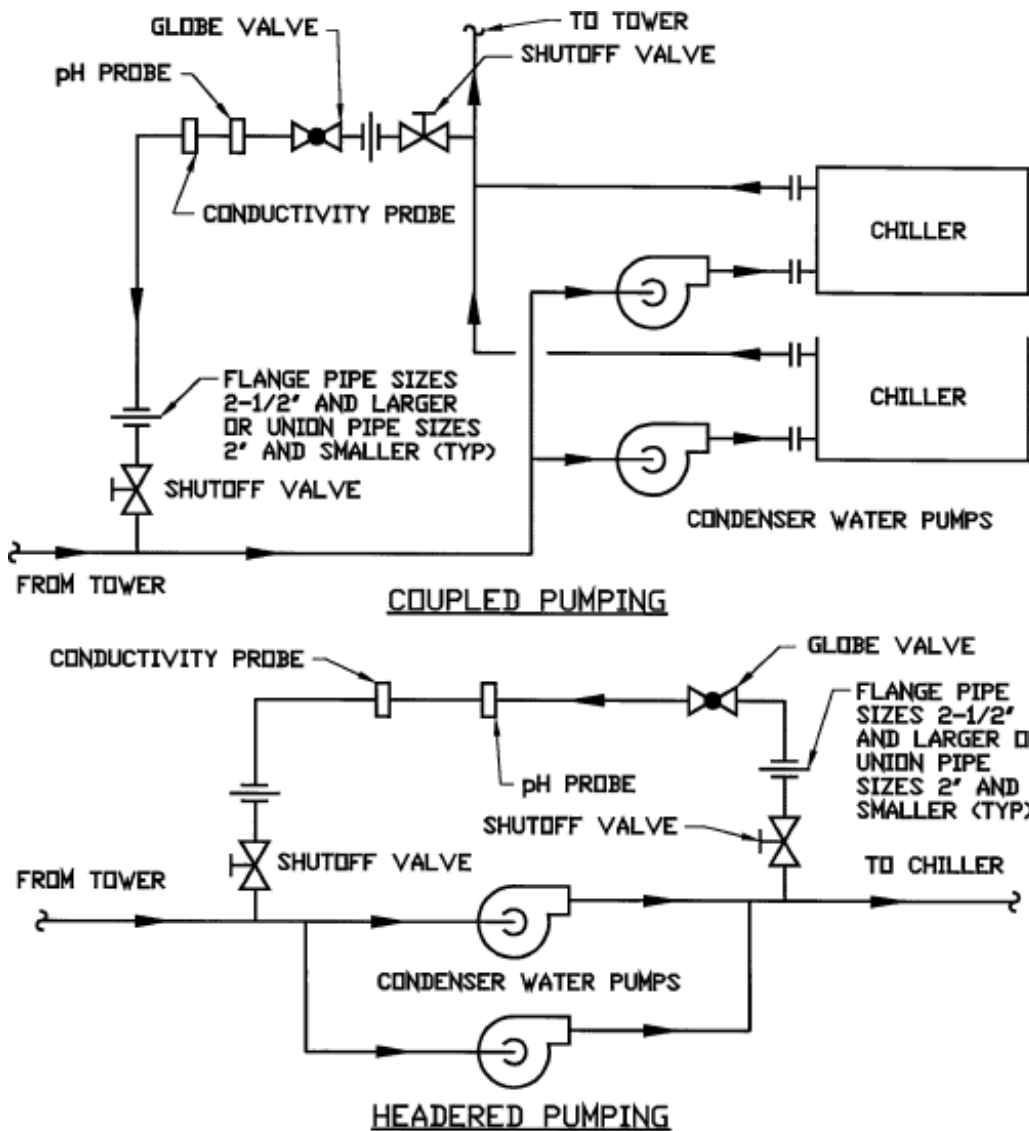 TO TOWER
GLOBE VALVE
SHUTOFF VALVE
pH PROBE
CONDUCTIVITY PROBE
CHILLER
FLANGE PIPE SIZES
2-1/2" AND LARGER
OR UNION PIPE SIZES
2" AND SMALLER (TYP)
CHILLER
SHUTOFF VALVE
CONDENSER WATER PUMPS
FROM TOWER
COUPLED PUMPING
CONDUCTIVITY PROBE
GLOBE VALVE
FLANGE PIPE
SIZES 2-1/2"
AND LARGER O
UNION PIPE
SIZES 2" AND
SMALLER (TYP)
pH PROBE
SHUTOFF VALVE
SHUTOFF VALVE
FROM TOWER
TO CHILLER
CONDENSER WATER PUMPS
HEADERED PUMPING